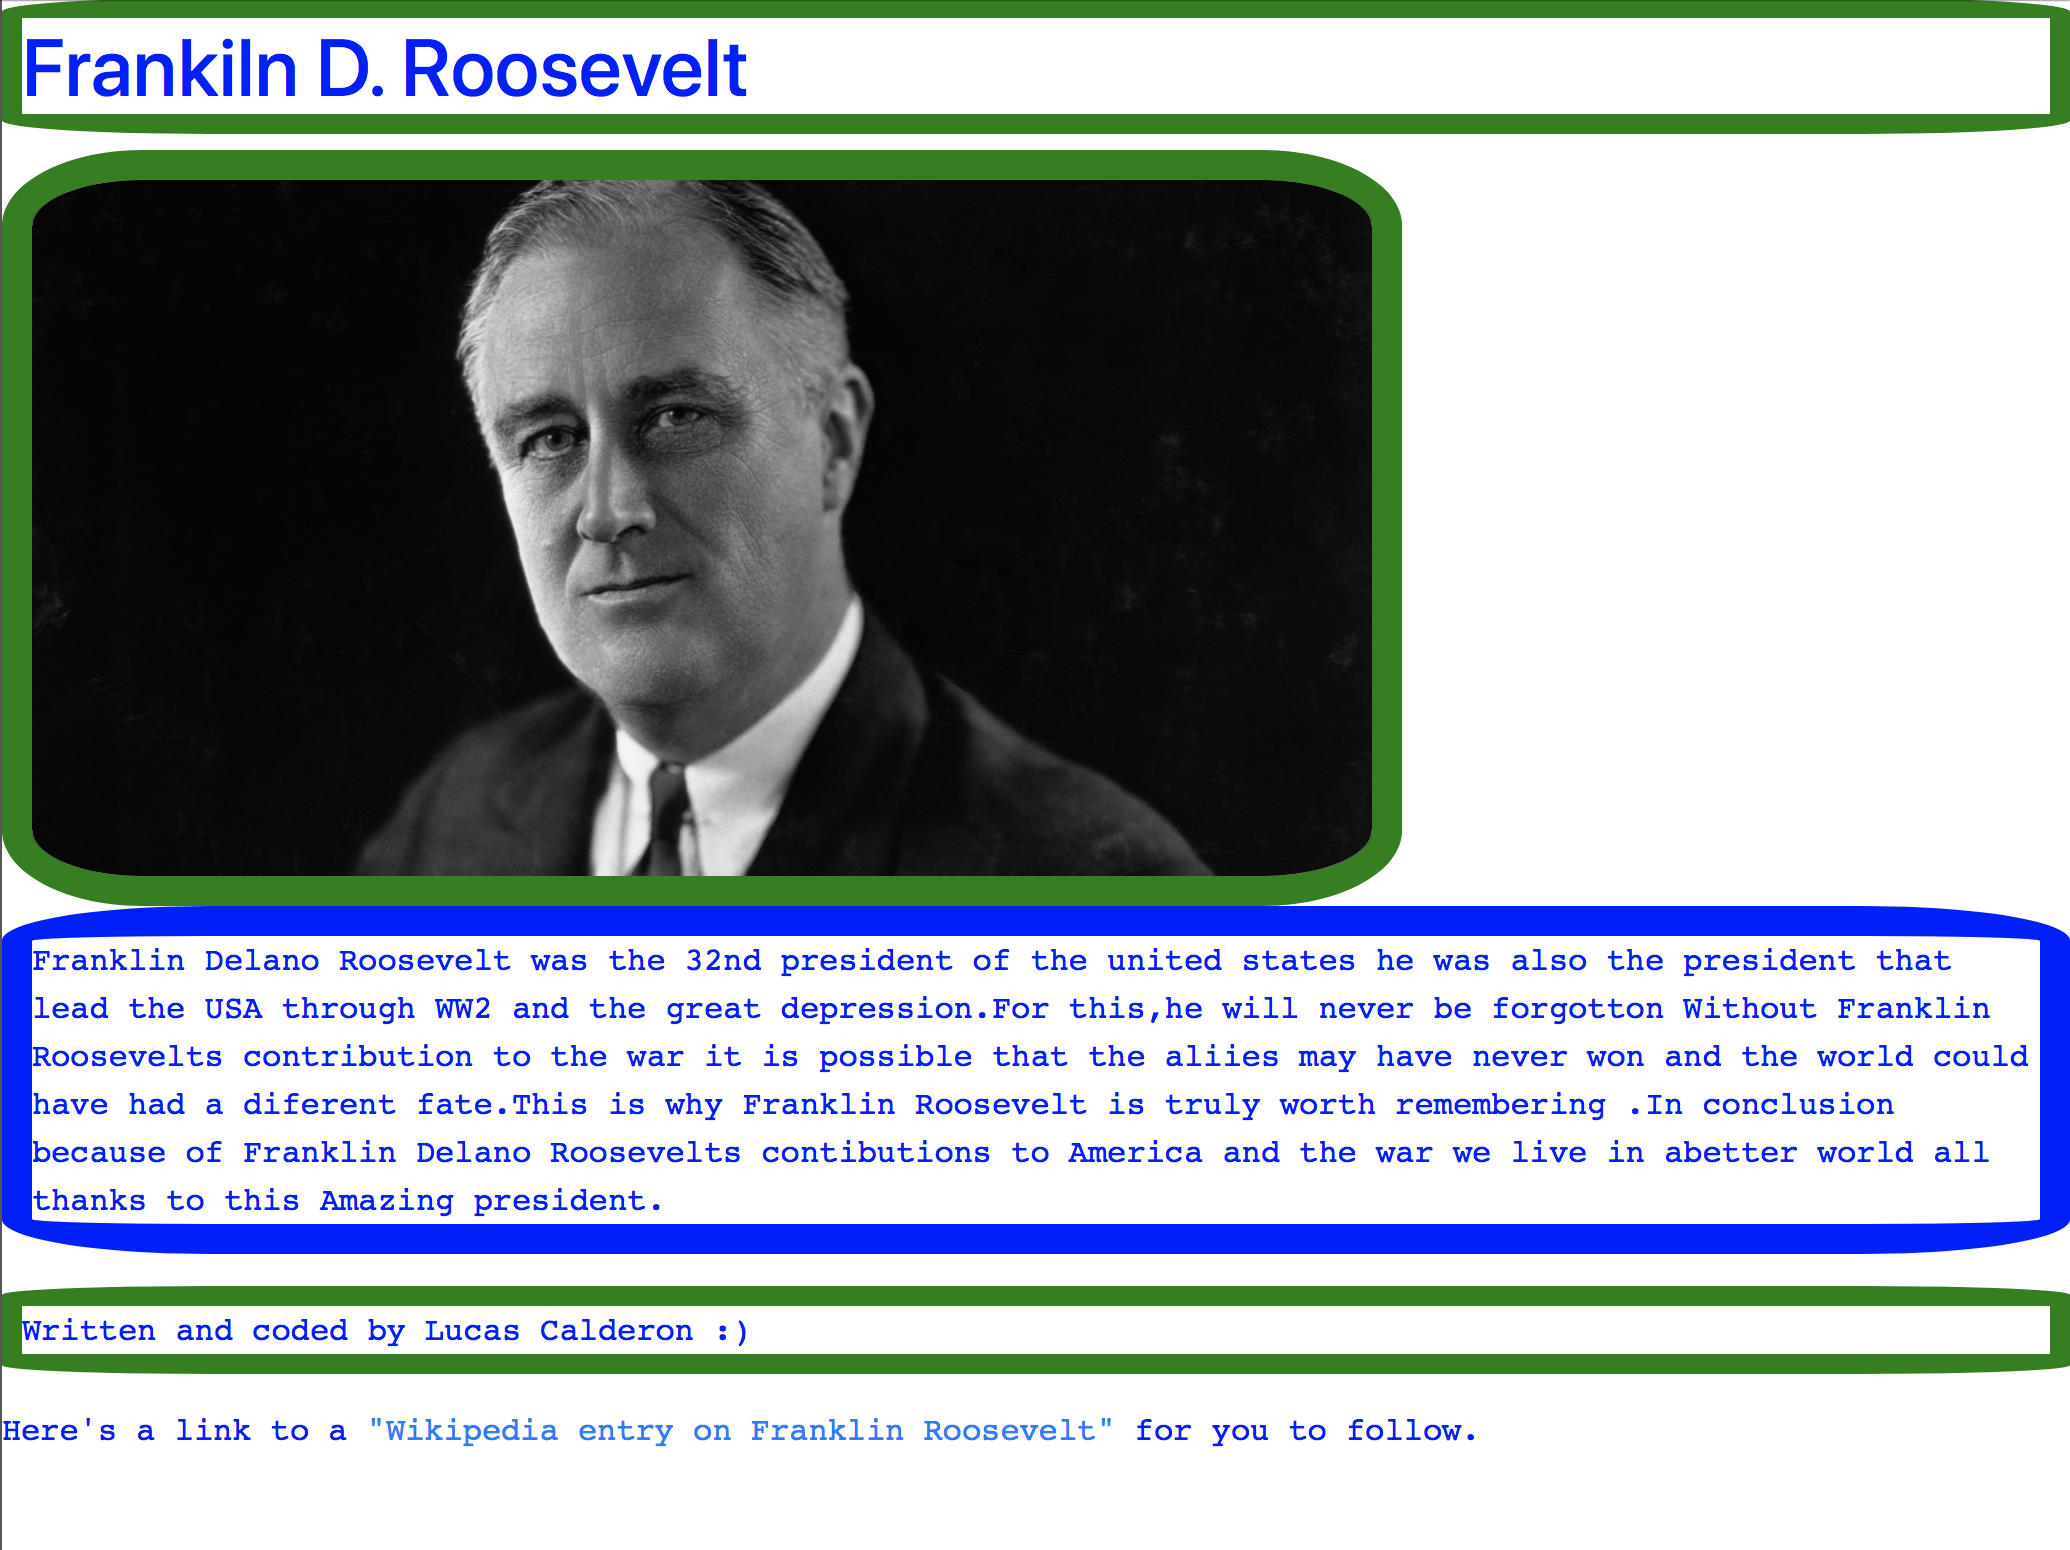 Frankiln D. Roosevelt
Franklin Delano Roosevelt was the 32nd president of the united states he was also the president that
lead the USA through WW2 and the great depression.For this,he will never be forgotton Without Franklin
Roosevelts contribution to the war it is possible that the aliies may have never won and the world could
have had a diferent fate.This is why Franklin Roosevelt is truly worth remembering .In conclusion
because of Franklin Delano Roosevelts contibutions to America and the war we live in abetter world all
thanks to this Amazing president.
Written and coded by Lucas Calderon :)
Here's a link to a "Wikipedia entry on Franklin Roosevelt" for you to follow.